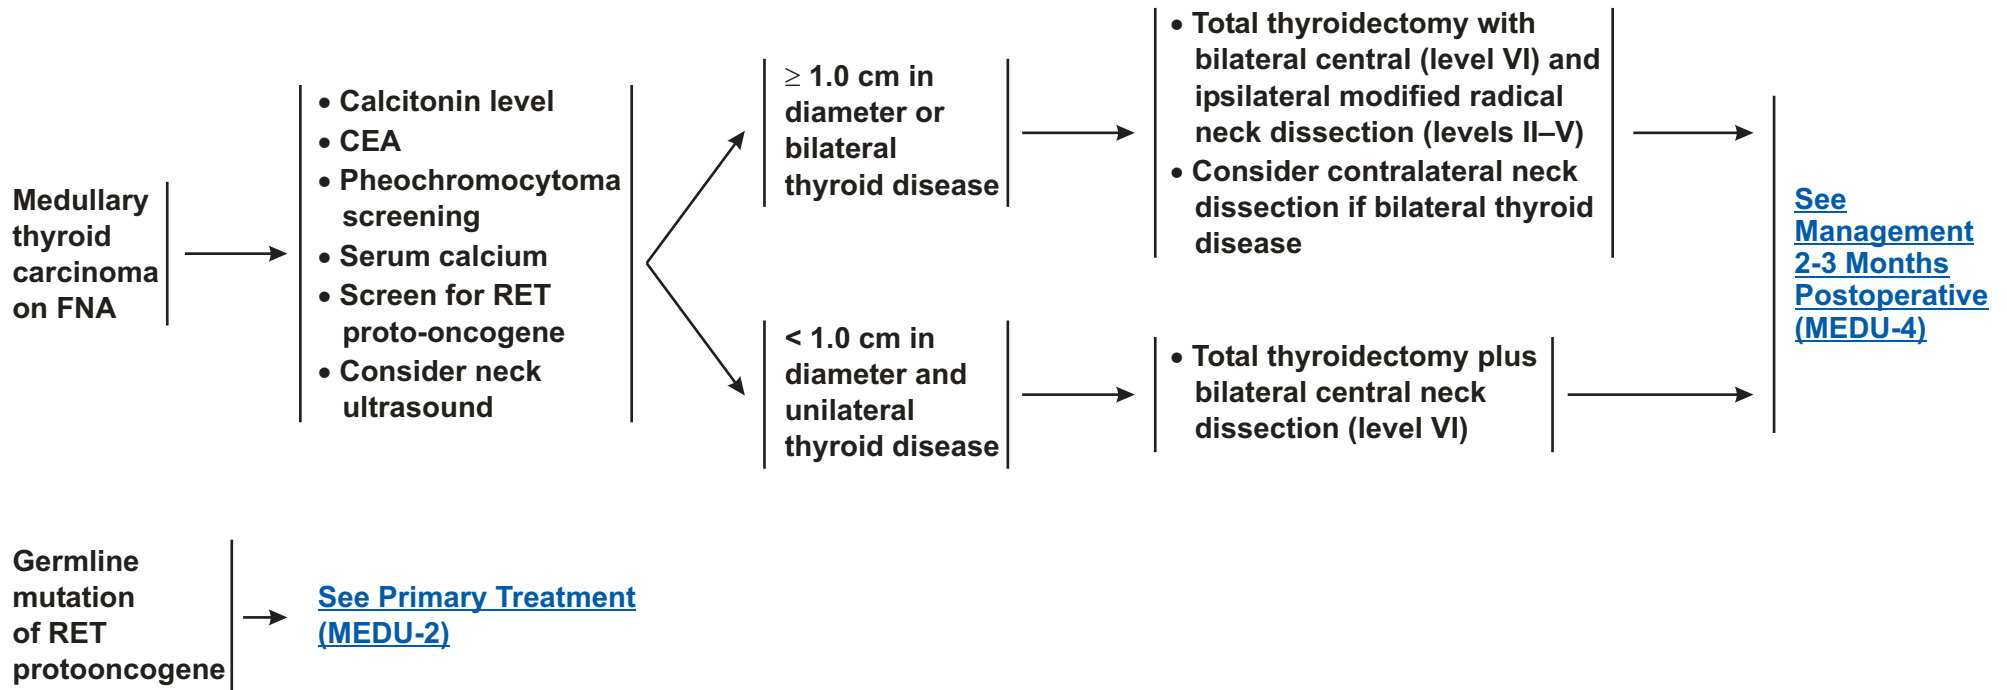 Medullary
thyroid
carcinoma
on FNA
• Calcitonin level
• CEA
• Pheochromocytoma
screening
• Serum calcium
• Screen for RET
proto-oncogene
• Consider neck
ultrasound
≥ 1.0 cm in
diameter or
bilateral
thyroid disease
• Total thyroidectomy with
bilateral central (level VI) and
ipsilateral modified radical
neck dissection (levels II–V)
• Consider contralateral neck
dissection if bilateral thyroid
disease
< 1.0 cm in
diameter and
unilateral
thyroid disease
• Total thyroidectomy plus
bilateral central neck
dissection (level VI)
See
Management
2-3 Months
Postoperative
(MEDU-4)
Germline
mutation
of RET
protooncogene
See Primary Treatment
(MEDU-2)